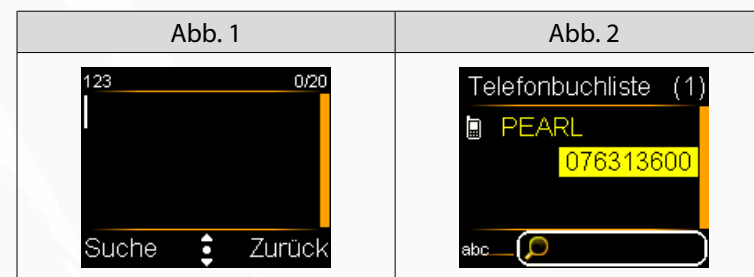 Abb. 1
Abb. 2
123 0/20
Suche Zurück
Telefonbuchliste (1)
PEARL
076313600
abc